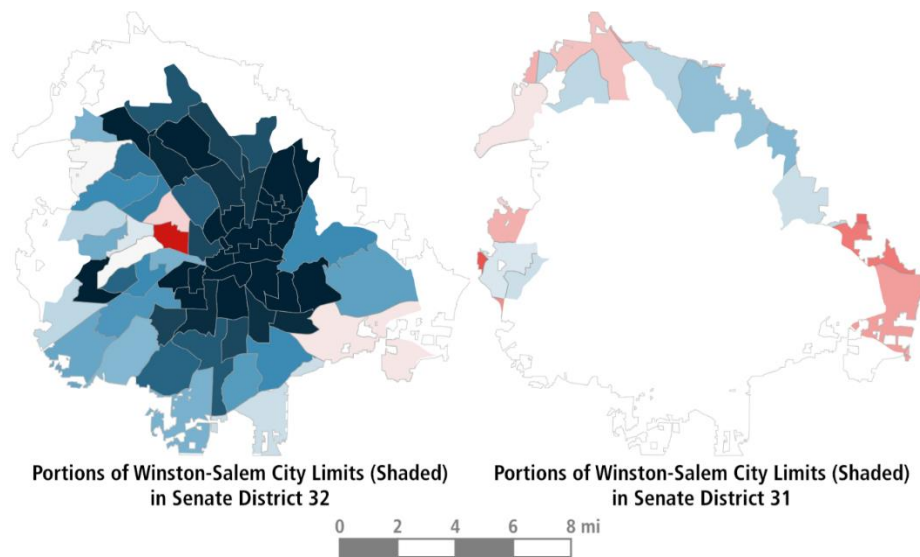 Portions of Winston-Salem City Limits (Shaded)
in Senate District 32
Portions of Winston-Salem City Limits (Shaded)
in Senate District 31
0 2 4 6 8 mi